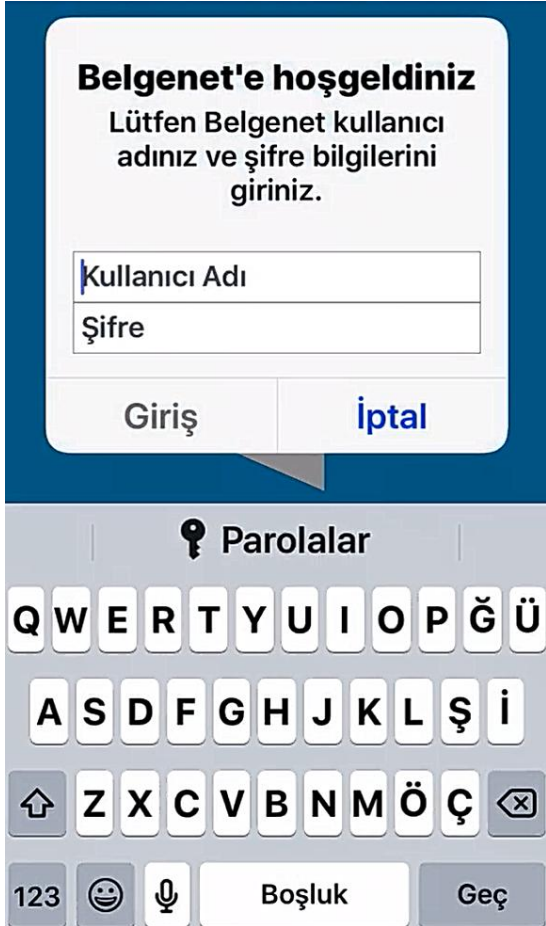 Belgenet'e hoşgeldiniz
Lütfen Belgenet kullanıcı
adınız ve şifre bilgilerini
giriniz.
Kullanıcı Adı
Şifre
Giriş İptal
Parolalar
Q W E R T Y U I O P Ğ Ü
A S D F G H J K L Ş İ
Z X C V B N M Ö Ç
123 Boşluk Geç